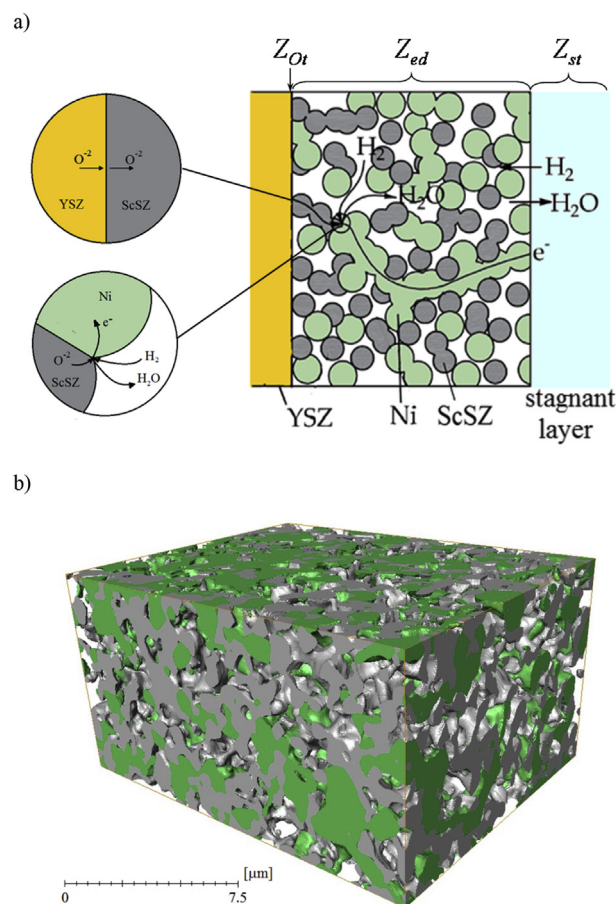 a)
Z_Ot Z_ed Z_st
O⁻² O⁻²
YSZ ScSZ
H₂
H₂O
H₂
H₂O
e⁻
Ni
e⁻
O⁻² H₂
ScSZ H₂O
YSZ Ni ScSZ stagnant
layer
b)
[μm]
0 7.5